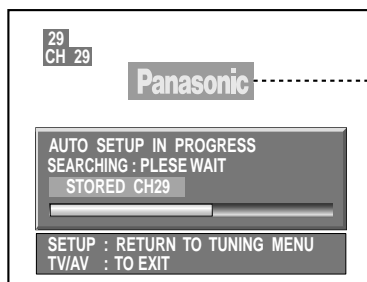 29
CH 29
Panasonic
AUTO SETUP IN PROGRESS
SEARCHING : PLESE WAIT
STORED CH29
SETUP : RETURN TO TUNING MENU
TV/AV : TO EXIT